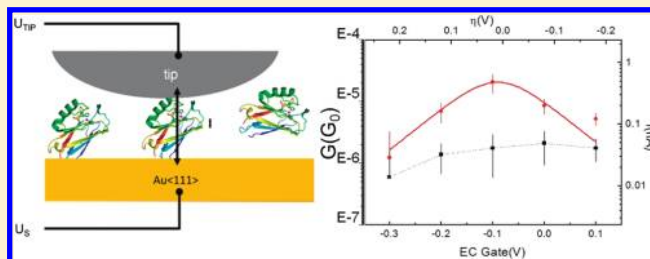 U_TIP
tip
I
Au<111>
U_S
η(V)
0.2 0.1 0.0 -0.1 -0.2
E-4
E-5
E-6
E-7
G(G₀)
1
0.1
0.01
-0.3 -0.2 -0.1 0.0 0.1
EC Gate(V)